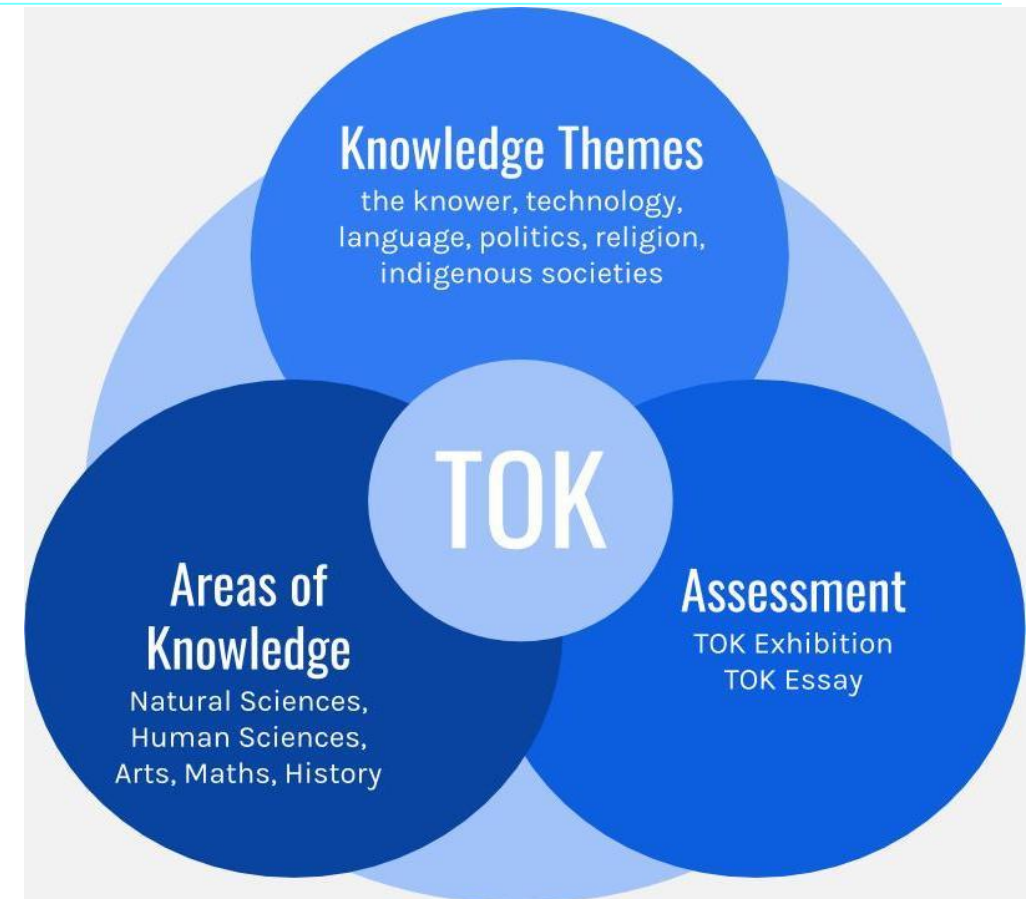 Knowledge Themes
the knower, technology,
language, politics, religion,
indigenous societies
TOK
Areas of
Knowledge
Natural Sciences,
Human Sciences,
Arts, Maths, History
Assessment
TOK Exhibition
TOK Essay